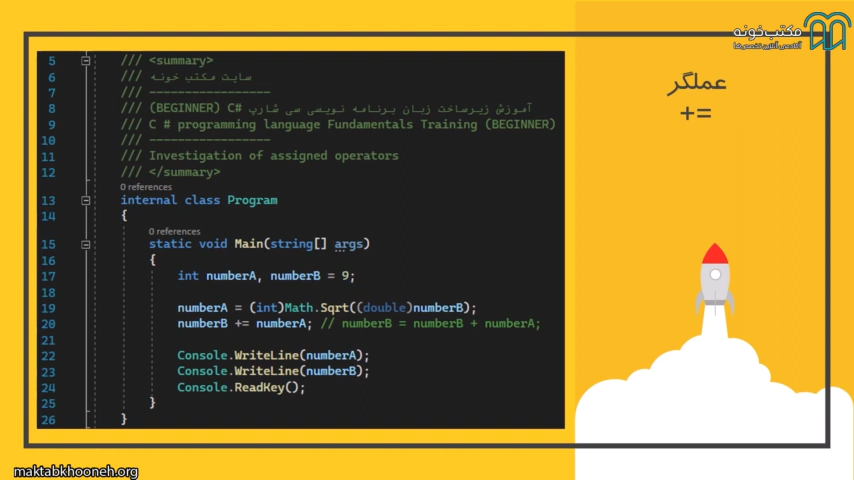 مکتب‌خونه
آکادمی آنلاین تخصص‌ها
عملگر
+=
5 /// <summary>
6 /// سایت مکتب خونه
7 /// -----------------
8 /// (BEGINNER) C# آموزش زیرساخت زبان برنامه نویسی سی شارپ
9 /// C # programming language Fundamentals Training (BEGINNER)
10 /// -----------------
11 /// Investigation of assigned operators
12 /// </summary>
0 references
13 internal class Program
14 {
0 references
15 static void Main(string[] args)
16 {
17 int numberA, numberB = 9;
18
19 numberA = (int)Math.Sqrt((double)numberB);
20 numberB += numberA; // numberB = numberB + numberA;
21
22 Console.WriteLine(numberA);
23 Console.WriteLine(numberB);
24 Console.ReadKey();
25 }
26 }
maktabkhooneh.org